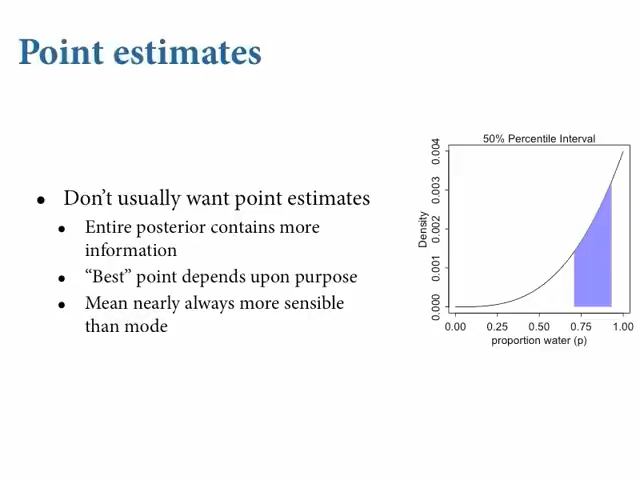 Point estimates
• Don’t usually want point estimates
• Entire posterior contains more
information
• “Best” point depends upon purpose
• Mean nearly always more sensible
than mode
50% Percentile Interval
Density
0.004
0.003
0.002
0.001
0.000
0.00 0.25 0.50 0.75 1.00
proportion water (p)